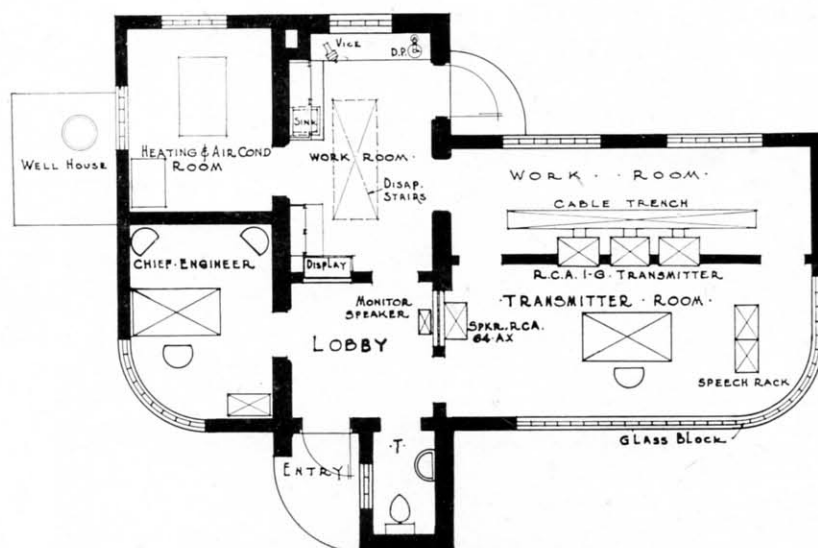 VICE
D.P.
SINK
HEATING & AIR COND
ROOM
WELL HOUSE
WORK ROOM
DISAP.
STAIRS
WORK · ROOM ·
CABLE TRENCH
CHIEF · ENGINEER
DISPLAY
R.C.A. 1-G · TRANSMITTER
· TRANSMITTER · ROOM ·
MONITOR
SPEAKER
SPKR. R.C.A.
64-AX
LOBBY
SPEECH RACK
GLASS BLOCK
· T ·
ENTRY